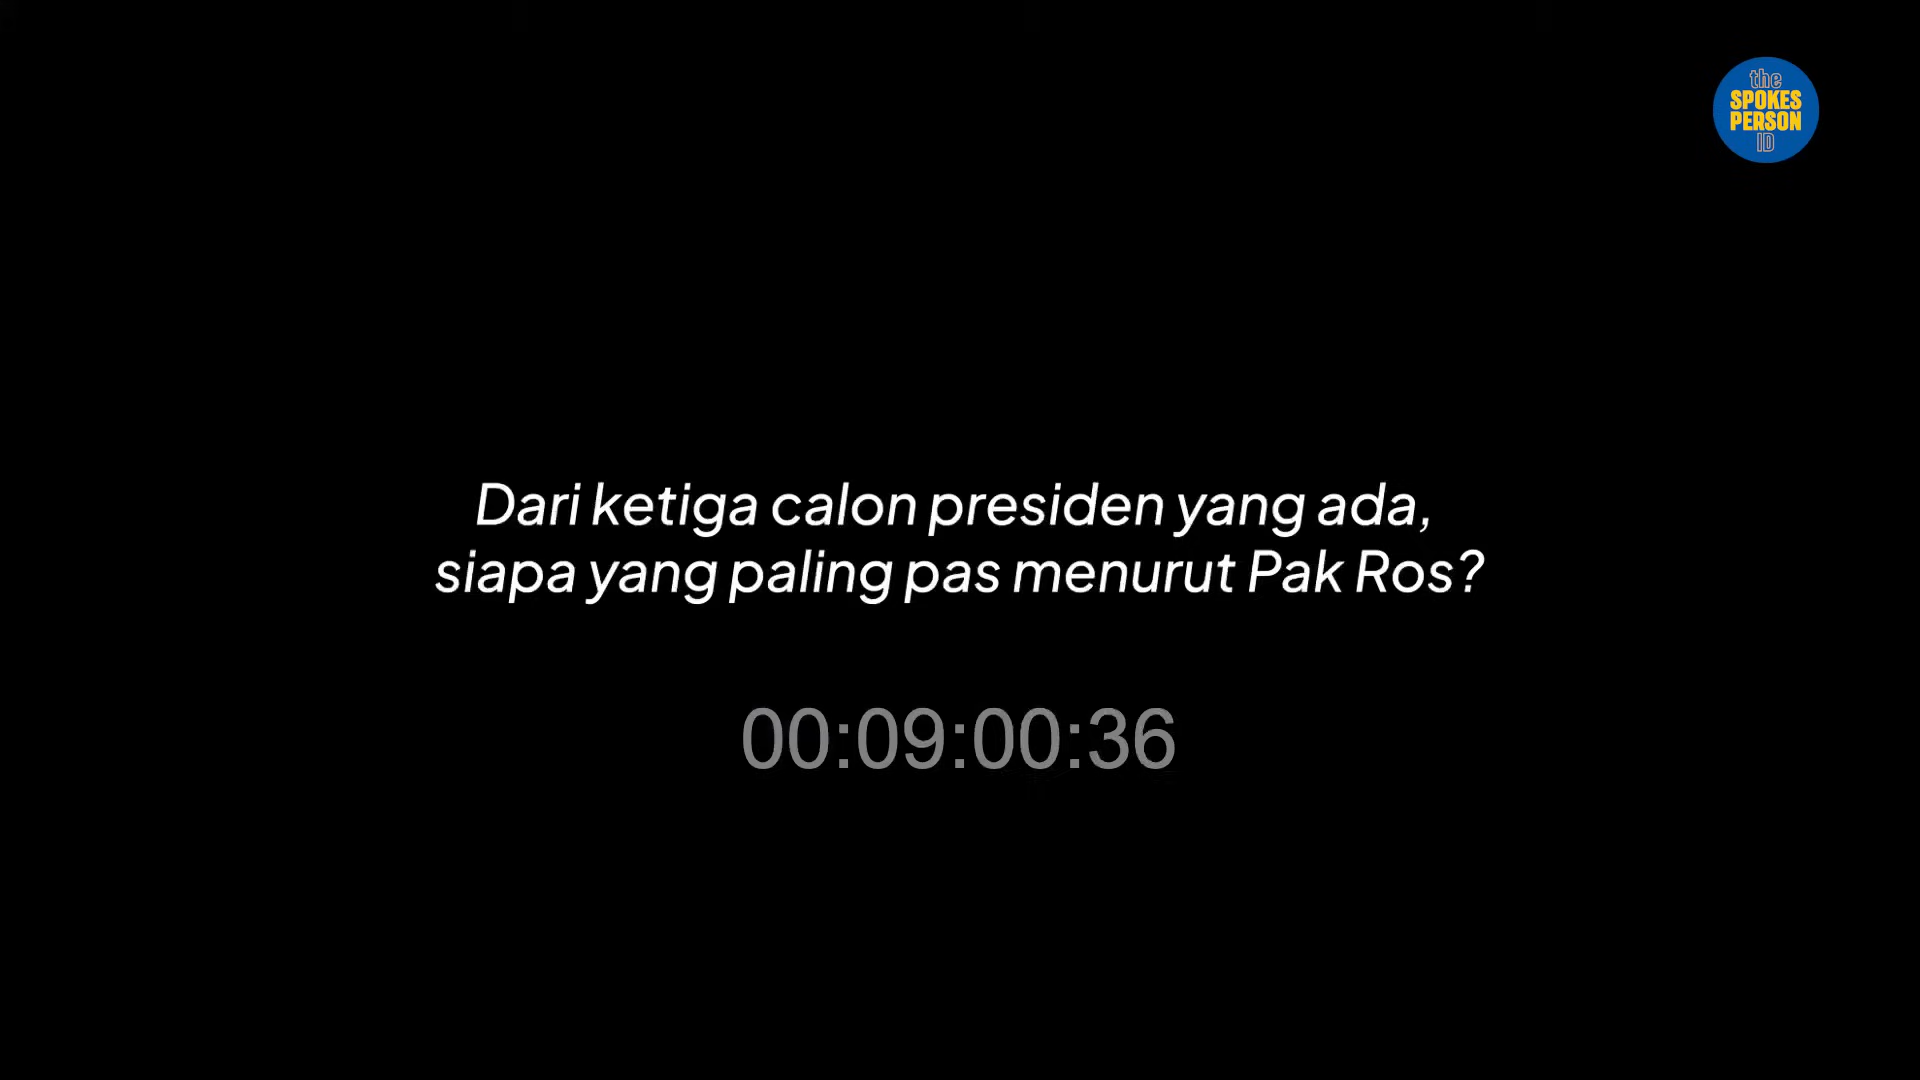 the
SPOKES
PERSON
ID
Dari ketiga calon presiden yang ada,
siapa yang paling pas menurut Pak Ros?
00:09:00:36